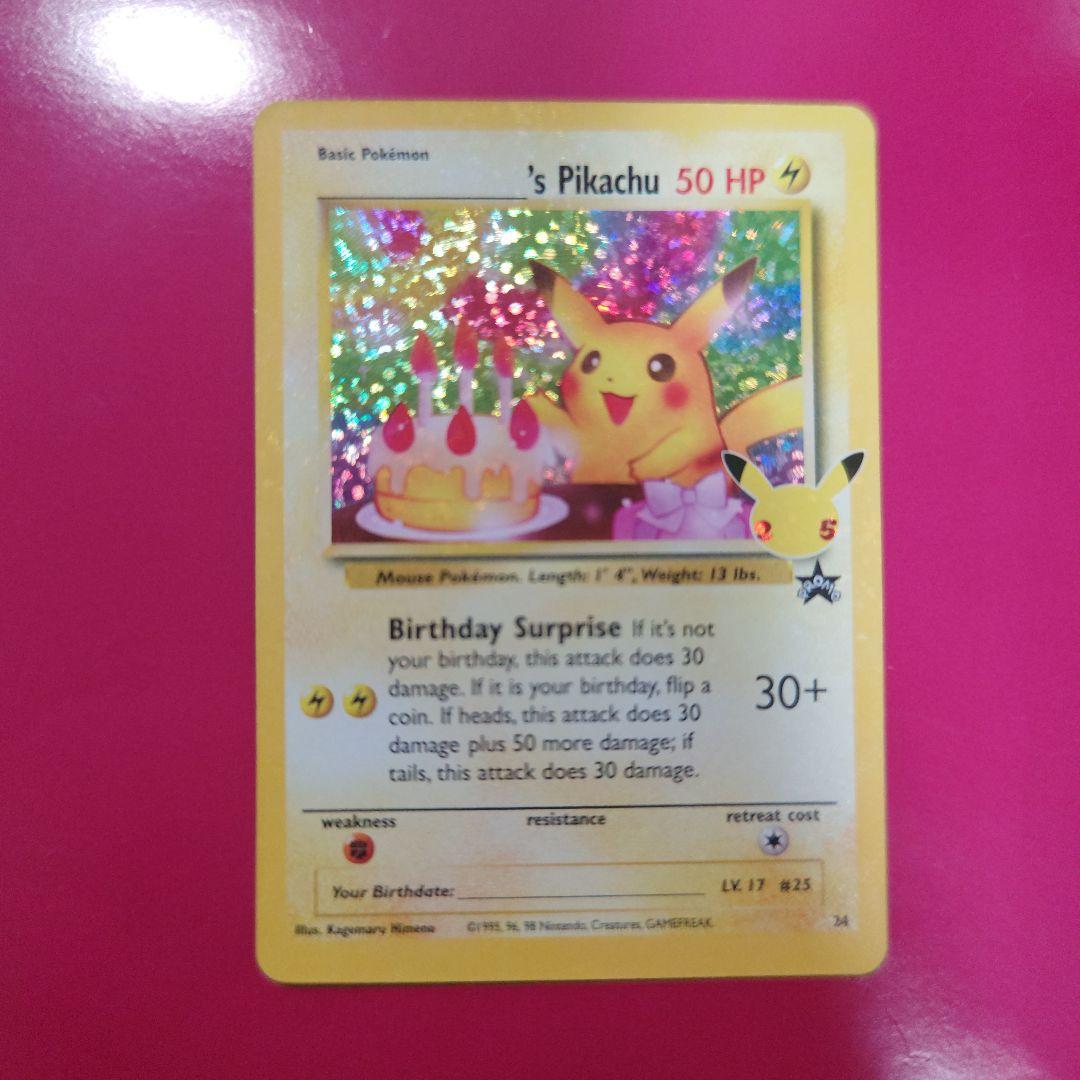 Basic Pokémon
's Pikachu 50 HP
25
PROMO
Mouse Pokémon. Length: 1' 4", Weight: 13 lbs.
Birthday Surprise If it's not
your birthday, this attack does 30
damage. If it is your birthday, flip a
coin. If heads, this attack does 30
damage plus 50 more damage; if
tails, this attack does 30 damage.
30+
weakness resistance retreat cost
Your Birthdate: LV. 17 #25
Illus. Kagemaru Himeno ©1995, 96, 98 Nintendo, Creatures, GAMEFREAK.
24